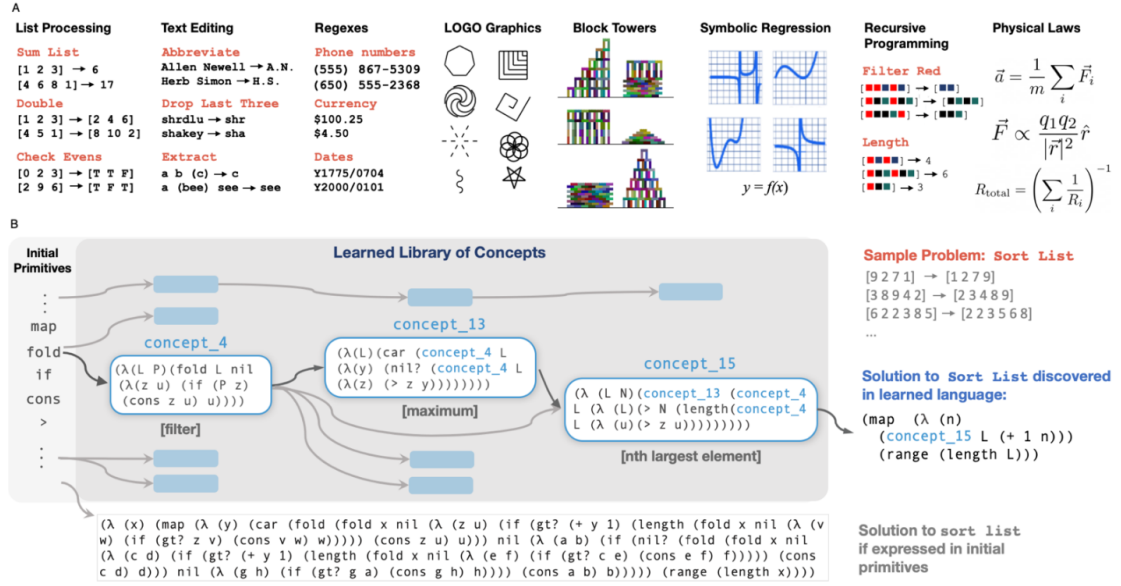 A
List Processing
Sum List
[1 2 3] → 6
[4 6 8 1] → 17
Double
[1 2 3] → [2 4 6]
[4 5 1] → [8 10 2]
Check Evens
[0 2 3] → [T T F]
[2 9 6] → [T F T]
Text Editing
Abbreviate
Allen Newell → A.N.
Herb Simon → H.S.
Drop Last Three
shrdlu → shr
shakey → sha
Extract
a b (c) → c
a (bee) see → see
Regexes
Phone numbers
(555) 867-5309
(650) 555-2368
Currency
$100.25
$4.50
Dates
Y1775/0704
Y2000/0101
LOGO Graphics
Block Towers
Symbolic Regression
y = f(x)
Recursive
Programming
Filter Red
[ ] → [ ]
[ ] → [ ]
[ ] → [ ]
Length
[ ] → 4
[ ] → 6
[ ] → 3
Physical Laws
a⃗ = 1/m ∑_i F⃗_i
F⃗ ∝ q₁q₂/|r⃗|² r̂
R_total = (∑_i 1/R_i)^−1
B
Initial
Primitives
map
fold
if
cons
>
Learned Library of Concepts
concept_4
(λ(L P)(fold L nil
(λ(z u) (if (P z)
(cons z u) u))))
[filter]
concept_13
(λ(L)(car (concept_4 L
(λ(y) (nil? (concept_4 L
(λ(z) (> z y))))))))
[maximum]
concept_15
(λ (L N)(concept_13 (concept_4
L (λ (L)(> N (length(concept_4
L (λ (u)(> z u)))))))))
[nth largest element]
Sample Problem: Sort List
[9 2 7 1] → [1 2 7 9]
[3 8 9 4 2] → [2 3 4 8 9]
[6 2 2 3 8 5] → [2 2 3 5 6 8]
...
Solution to Sort List discovered
in learned language:
(map (λ (n)
(concept_15 L (+ 1 n)))
(range (length L)))
(λ (x) (map (λ (y) (car (fold (fold x nil (λ (z u) (if (gt? (+ y 1) (length (fold x nil (λ (v
w) (if (gt? z v) (cons v w) w))))) (cons z u) u))) nil (λ (a b) (if (nil? (fold (fold x nil
(λ (c d) (if (gt? (+ y 1) (length (fold x nil (λ (e f) (if (gt? c e) (cons e f) f))))) (cons
c d) d))) nil (λ (g h) (if (gt? g a) (cons g h) h)))) (cons a b) b))))) (range (length x))))
Solution to sort list
if expressed in initial
primitives